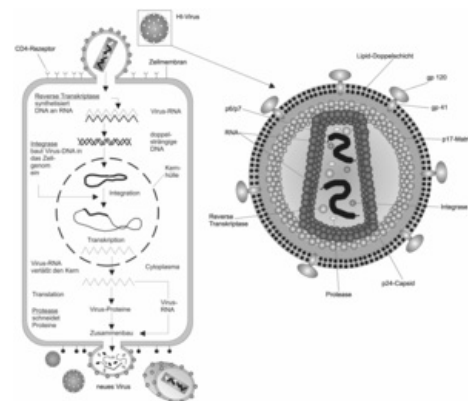 HI-Virus
CD4-Rezeptor
Zellmembran
Reverse Transkriptase
synthetisiert
DNA an RNA
Virus-RNA
Integrase
baut Virus-DNA in
das Zell-
genom
ein
doppel-
strängige
DNA
Kern-
hülle
Integration
Transkription
Virus-RNA
verläßt den Kern
Cytoplasma
Translation
Virus-
RNA
Protease
schneidet
Proteine
Virus-Proteine
Zusammenbau
neues Virus
Lipid-Doppelschicht
gp 120
gp 41
p6/p7
RNA
p17-Matr
Integrase
Reverse
Transkriptase
Protease
p24-Capsid